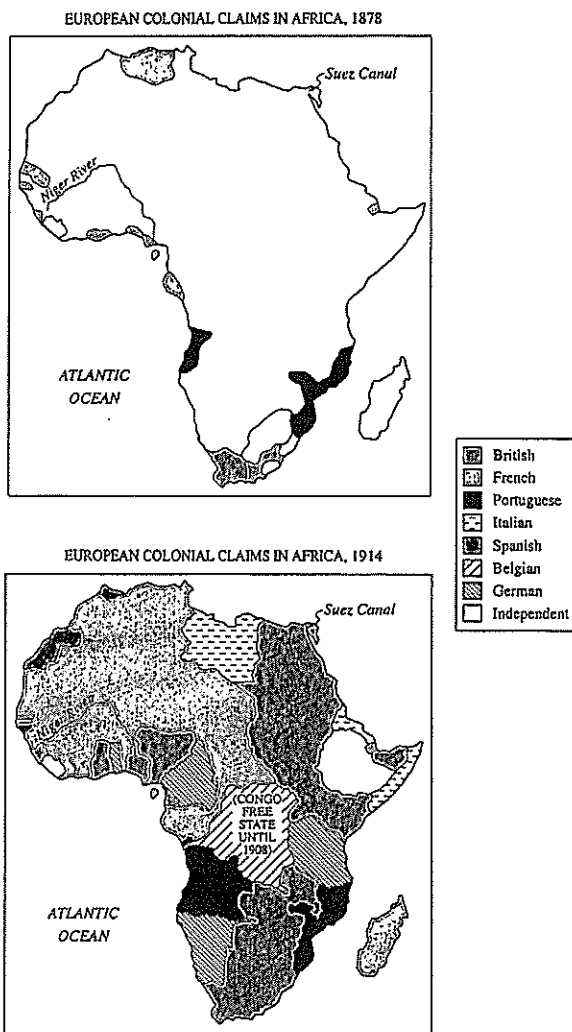 EUROPEAN COLONIAL CLAIMS IN AFRICA, 1878
Suez Canal
Niger River
ATLANTIC
OCEAN
British
French
Portuguese
Italian
Spanish
Belgian
German
Independent
EUROPEAN COLONIAL CLAIMS IN AFRICA, 1914
Suez Canal
(CONGO
FREE
STATE
UNTIL
1908)
ATLANTIC
OCEAN